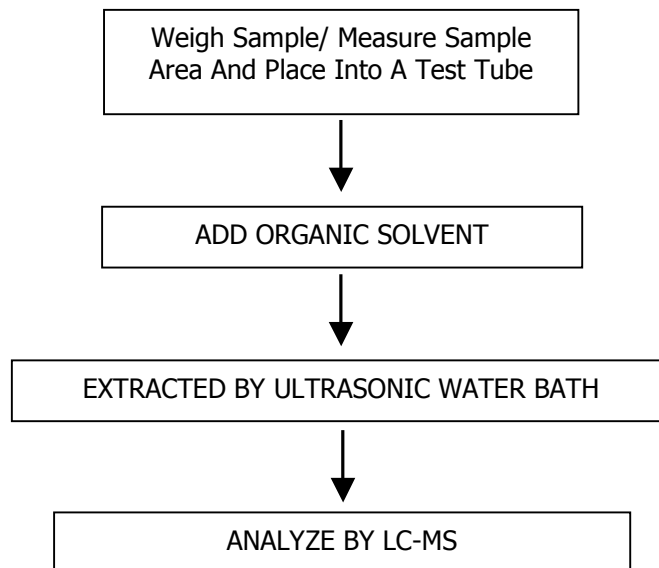 Weigh Sample/ Measure Sample
Area And Place Into A Test Tube
ADD ORGANIC SOLVENT
EXTRACTED BY ULTRASONIC WATER BATH
ANALYZE BY LC-MS